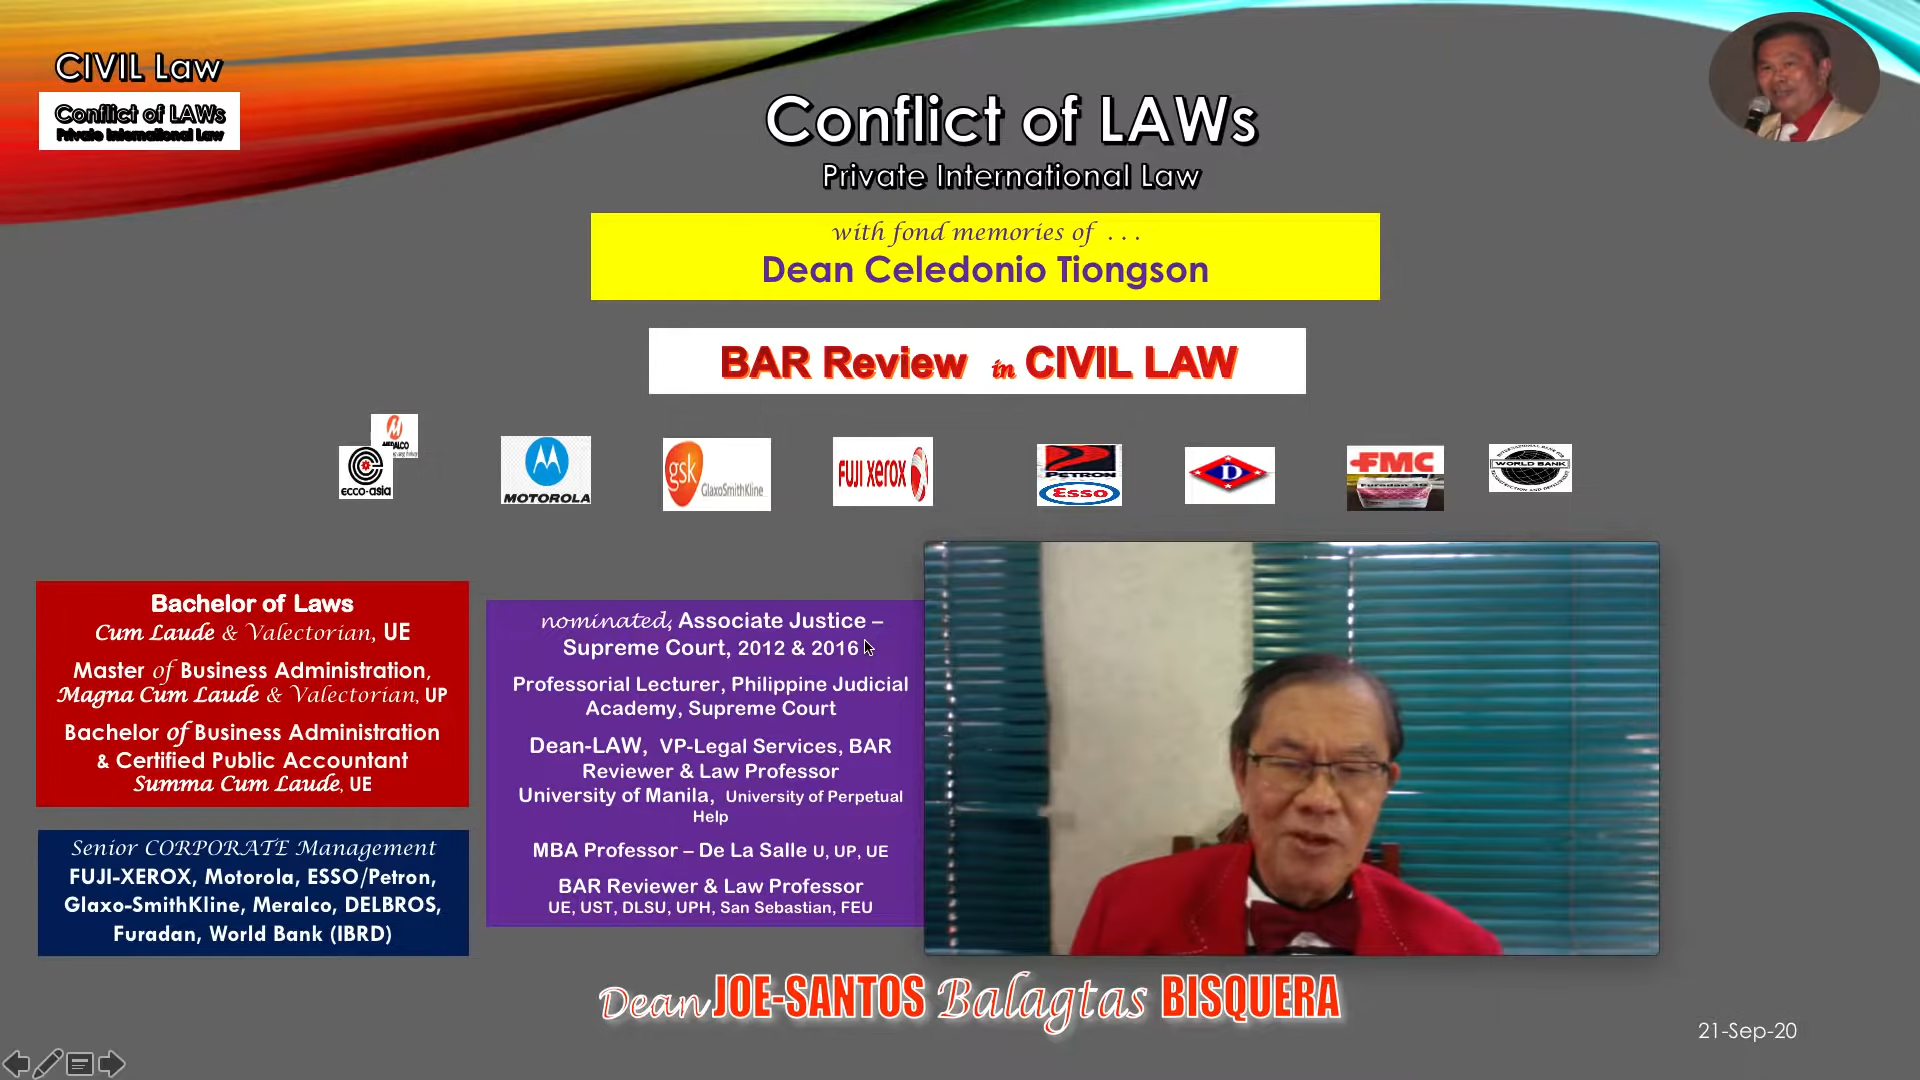 CIVIL Law
Conflict of LAWs
Private International Law
Conflict of LAWs
Private International Law
with fond memories of . . .
Dean Celedonio Tiongson
BAR Review in CIVIL LAW
MERALCO
ecco-asia
MOTOROLA
gsk GlaxoSmithKline
FUJI xerox
PETRON
Esso
D
FMC
Furadan 3G
WORLD BANK
Bachelor of Laws
Cum Laude & Valectorian, UE
Master of Business Administration,
Magna Cum Laude & Valectorian, UP
Bachelor of Business Administration
& Certified Public Accountant
Summa Cum Laude, UE
Senior CORPORATE Management
FUJI-XEROX, Motorola, ESSO/Petron,
Glaxo-SmithKline, Meralco, DELBROS,
Furadan, World Bank (IBRD)
nominated, Associate Justice –
Supreme Court, 2012 & 2016
Professorial Lecturer, Philippine Judicial
Academy, Supreme Court
Dean-LAW, VP-Legal Services, BAR
Reviewer & Law Professor
University of Manila, University of Perpetual
Help
MBA Professor – De La Salle U, UP, UE
BAR Reviewer & Law Professor
UE, UST, DLSU, UPH, San Sebastian, FEU
Dean JOE-SANTOS Balagtas BISQUERA
21-Sep-20